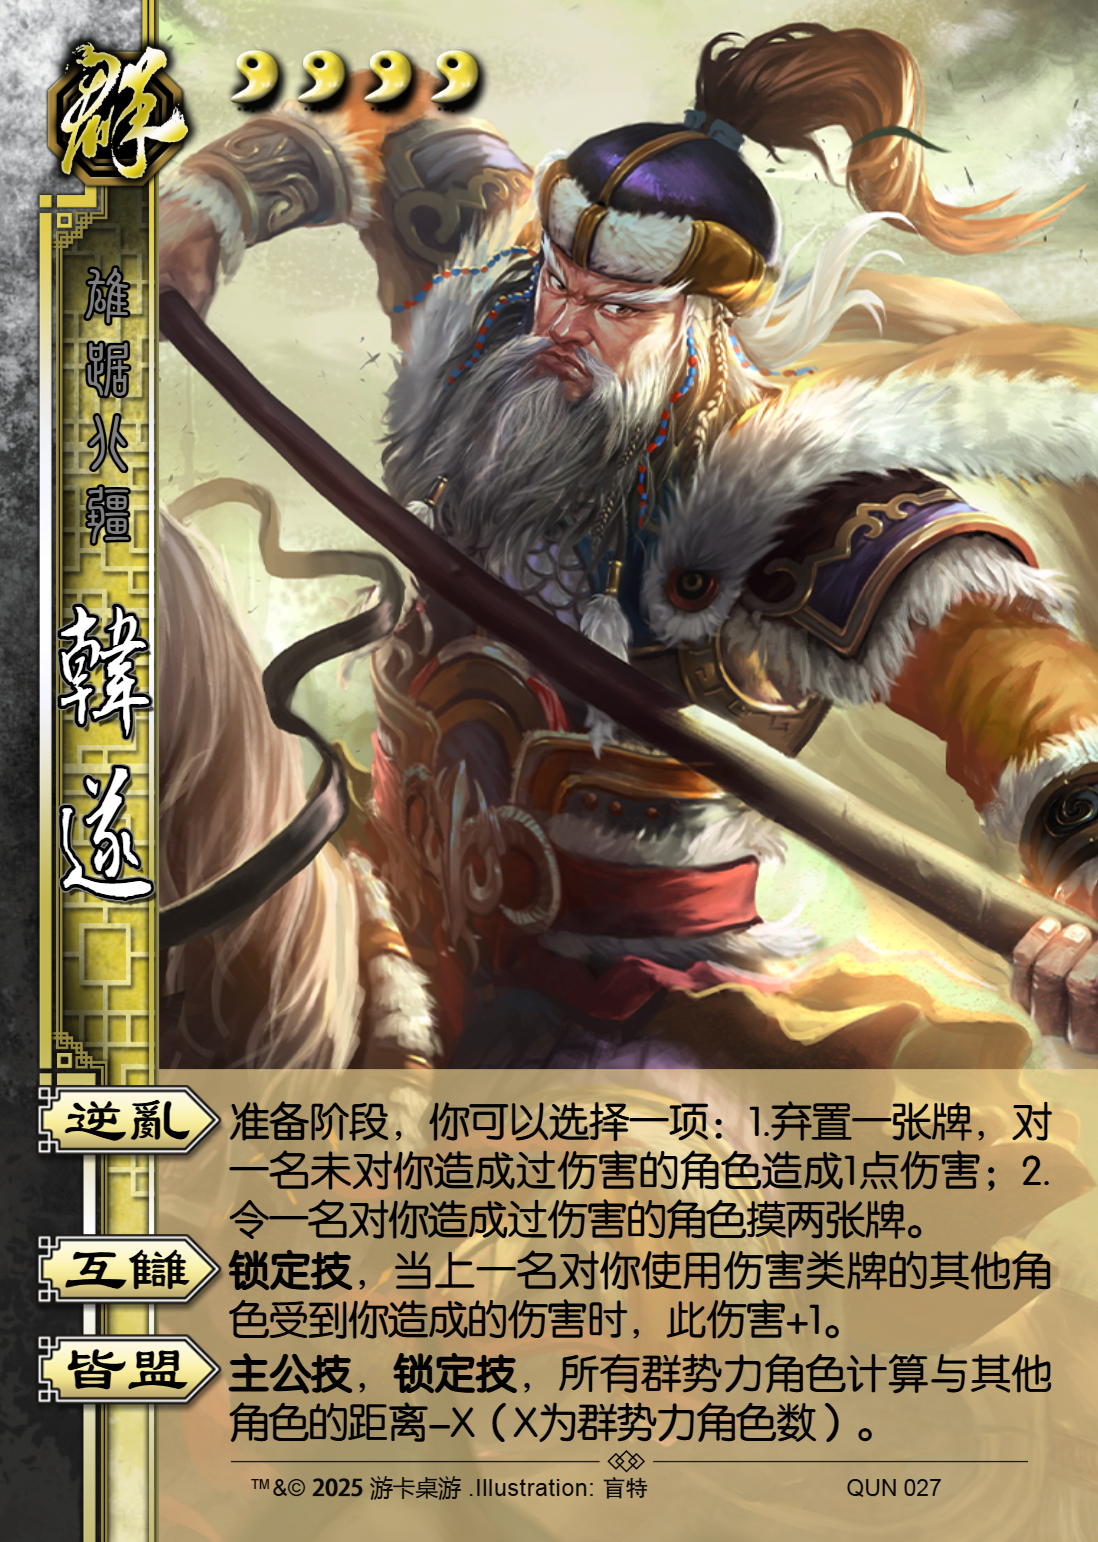 群
雄踞火疆
韓遂
逆亂
准备阶段，你可以选择一项：1.弃置一张牌，对
一名未对你造成过伤害的角色造成1点伤害；2.
令一名对你造成过伤害的角色摸两张牌。
互讎
锁定技，当上一名对你使用伤害类牌的其他角
色受到你造成的伤害时，此伤害+1。
皆盟
主公技，锁定技，所有群势力角色计算与其他
角色的距离-X（X为群势力角色数）。
™&© 2025 游卡桌游 .Illustration: 盲特
QUN 027